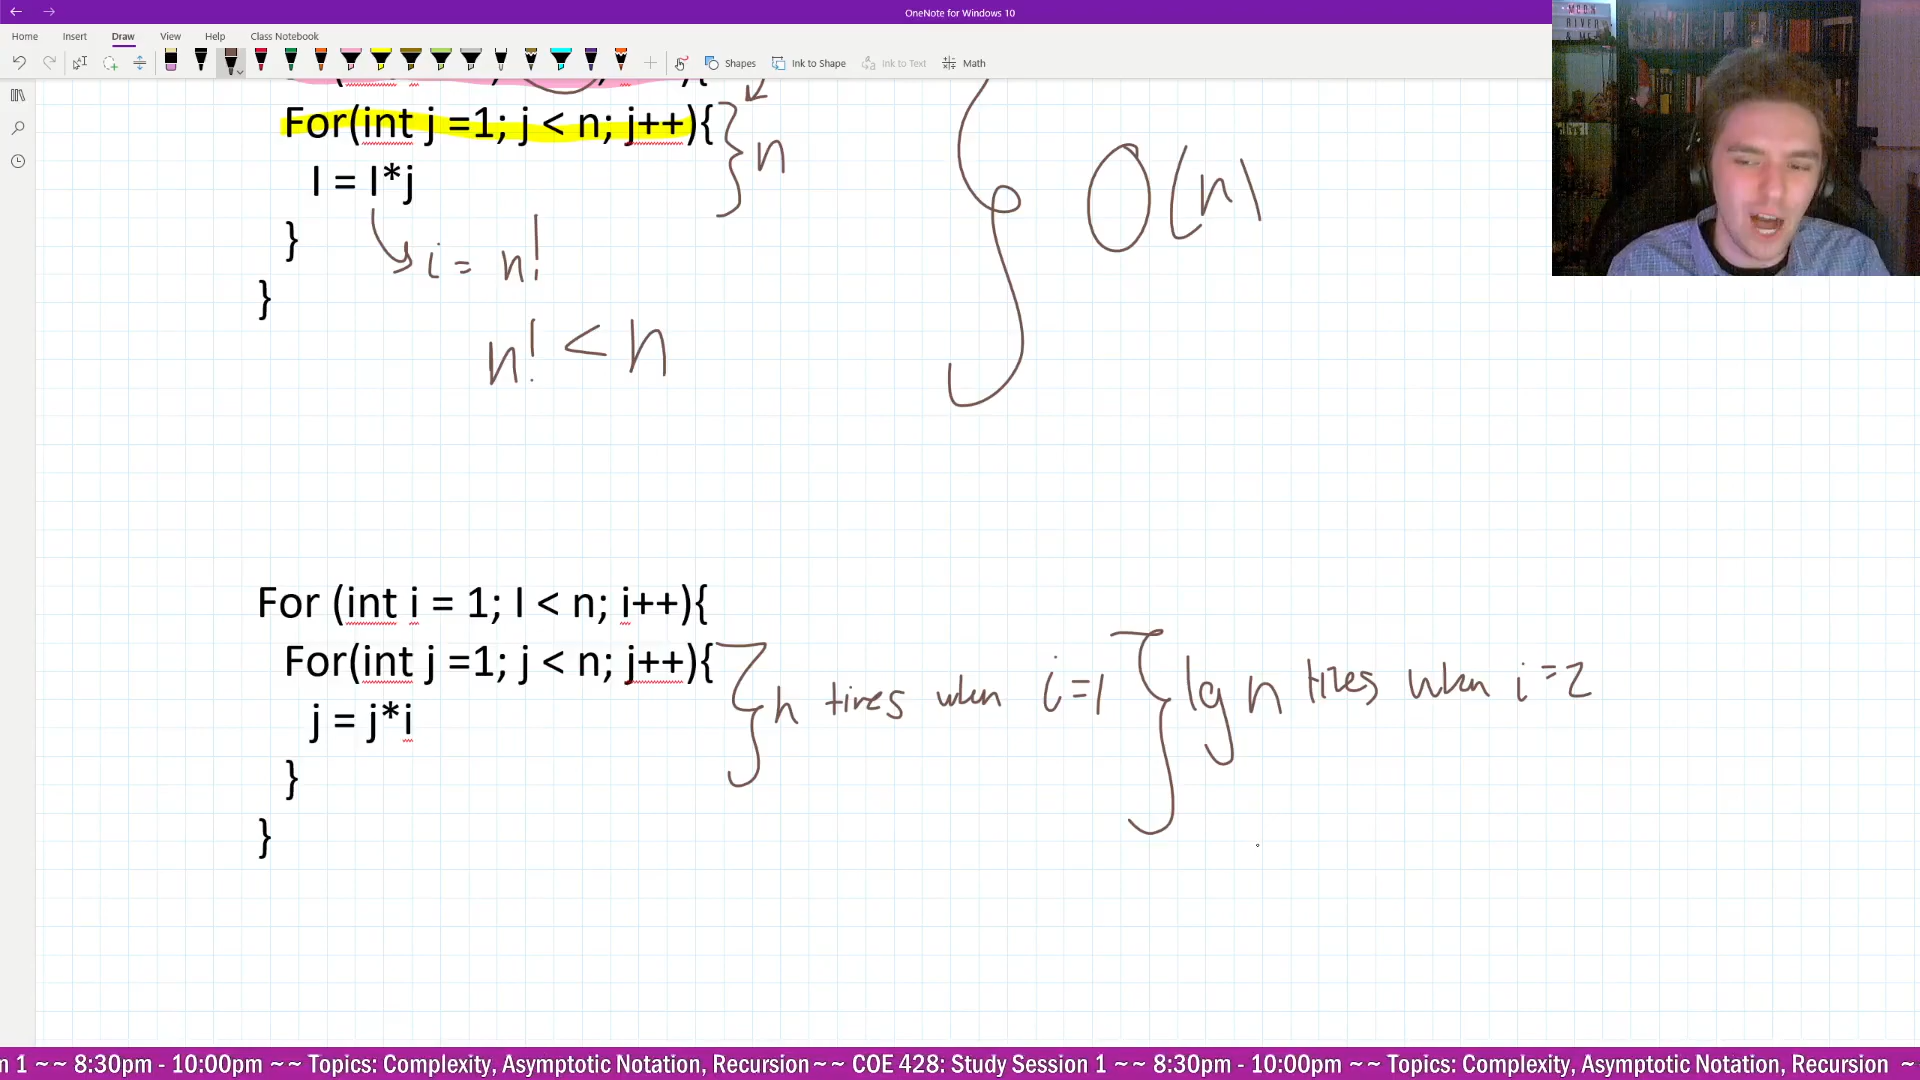 OneNote for Windows 10
Home Insert Draw View Help Class Notebook
Shapes Ink to Shape Ink to Text Math
MOON
RIVER
& ME
For(int j =1; j < n; j++){
} n
I = I*j
O(n)
}
i = n!
}
n! < n
For (int i = 1; I < n; i++){
For(int j =1; j < n; j++){
n times when i=1 } lg n times when i=2
j = j*i
}
}
n 1 ~ ~ 8:30pm - 10:00pm ~ ~ Topics: Complexity, Asymptotic Notation, Recursion ~ ~ COE 428: Study Session 1 ~ ~ 8:30pm - 10:00pm ~ ~ Topics: Complexity, Asymptotic Notation, Recursion ~